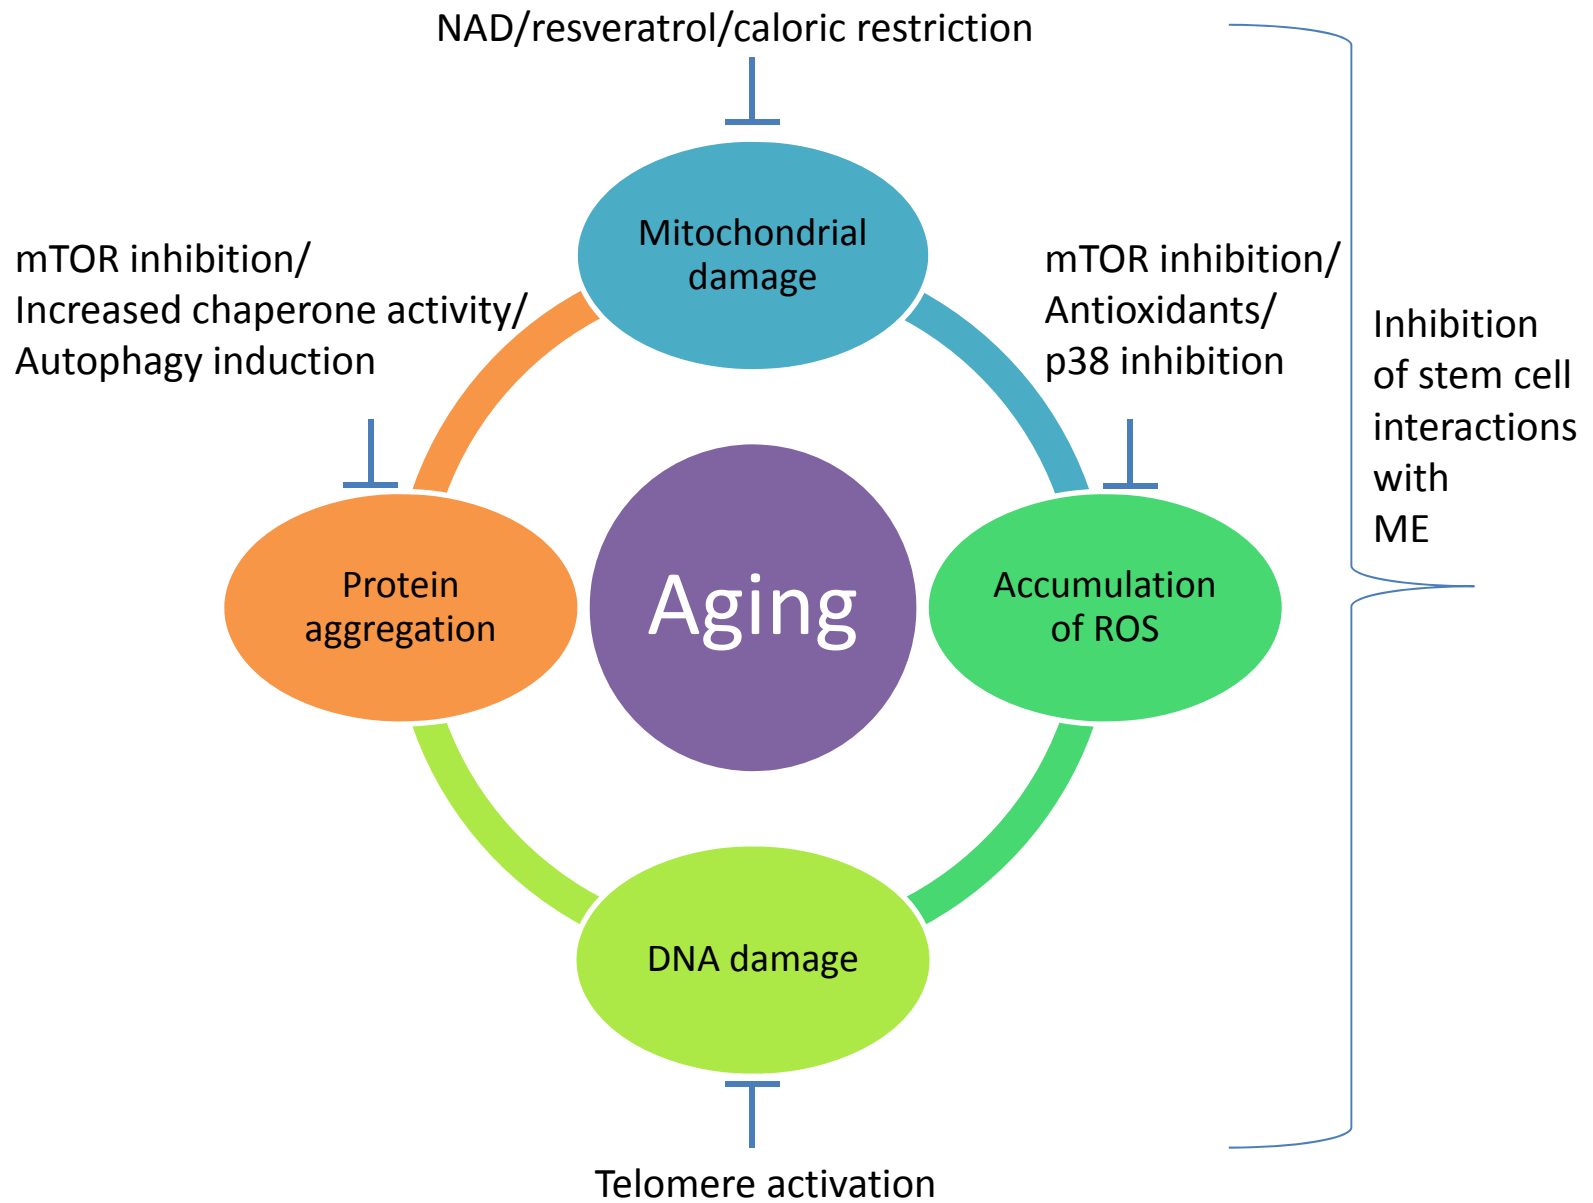 NAD/resveratrol/caloric restriction
Mitochondrial
damage
mTOR inhibition/
Increased chaperone activity/
Autophagy induction
mTOR inhibition/
Antioxidants/
p38 inhibition
Inhibition
of stem cell
interactions
with
ME
Protein
aggregation
Aging
Accumulation
of ROS
DNA damage
Telomere activation